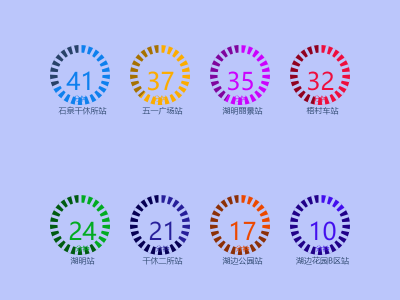 41 37 35 32
石泉干休所站 五一广场站 湖明丽景站 梧村车站
24 21 17 10
湖明站 干休二所站 湖边公园站 湖边花园B区站